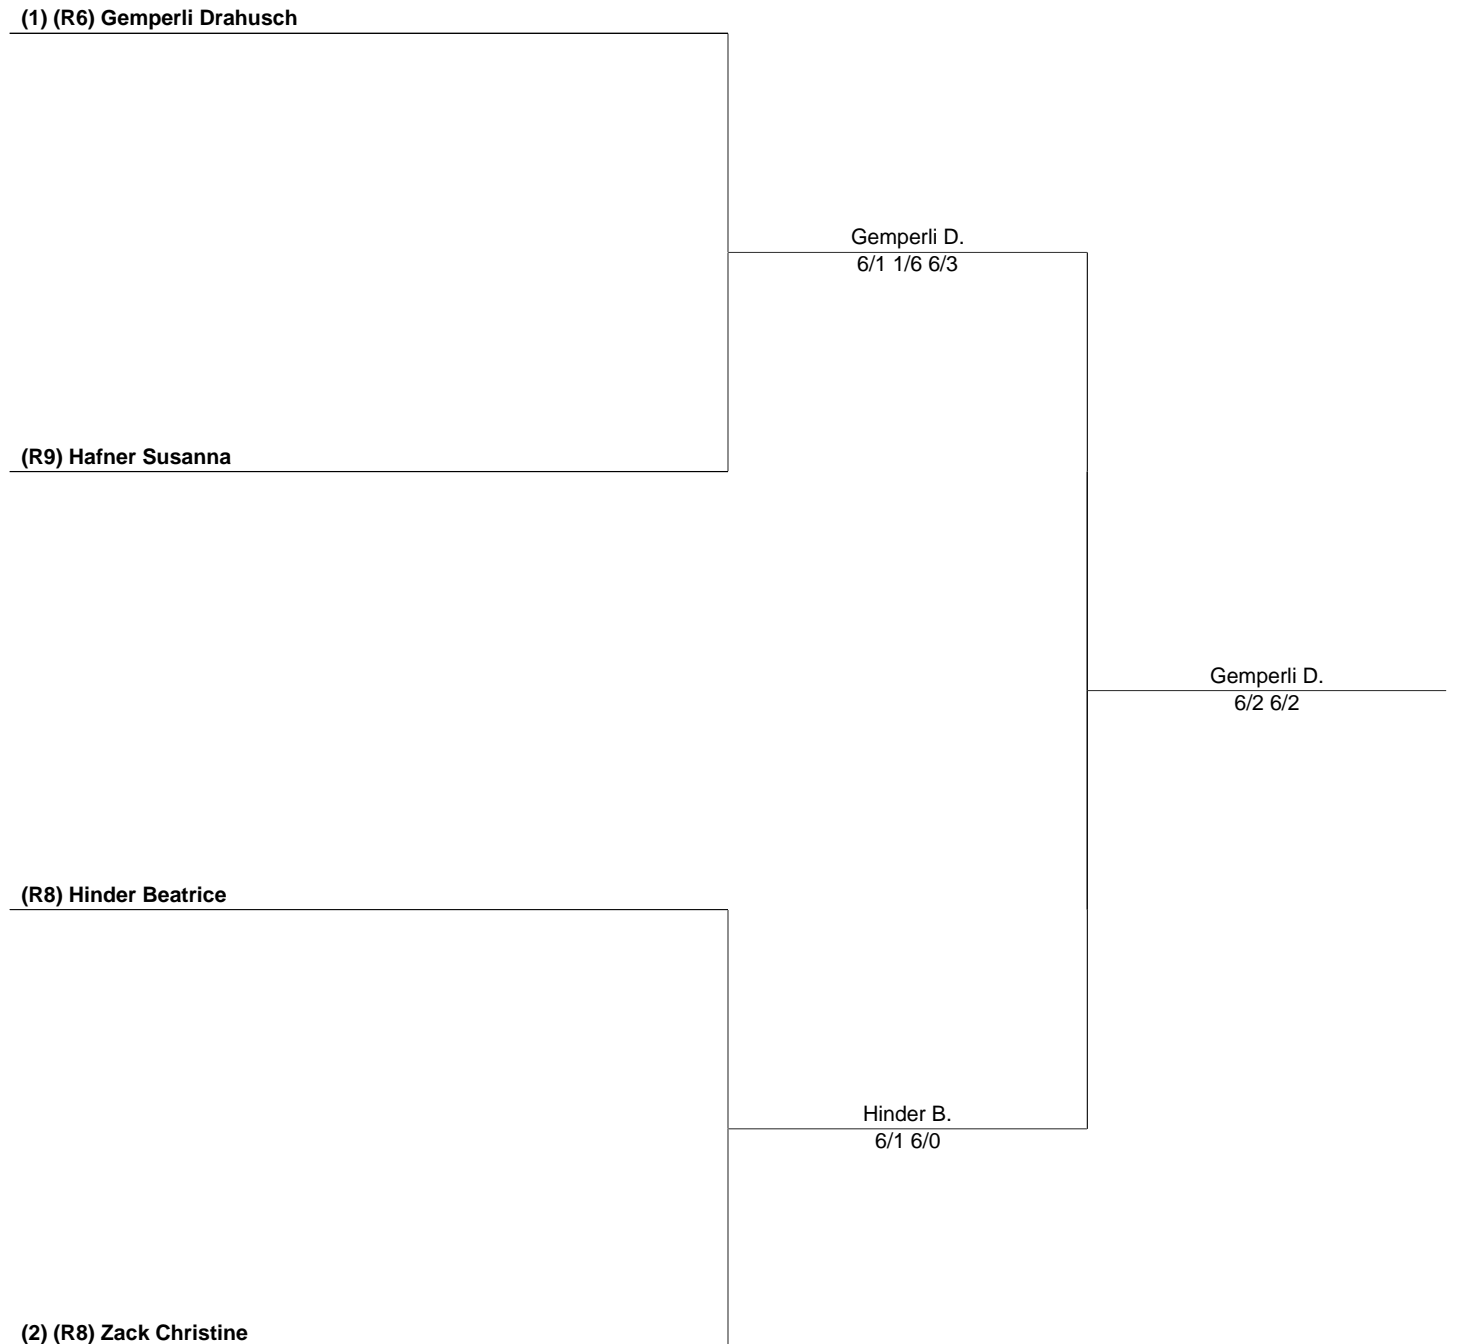 (1) (R6) Gemperli Drahusch
Gemperli D.
6/1 1/6 6/3
(R9) Hafner Susanna
Gemperli D.
6/2 6/2
(R8) Hinder Beatrice
Hinder B.
6/1 6/0
(2) (R8) Zack Christine